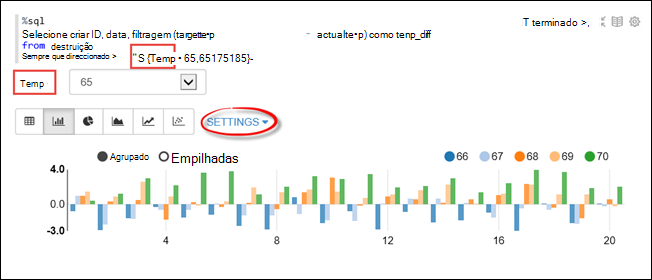 %sql
T terminado >,
Selecione criar ID, data, filtragem (targette•p - actualte•p) como tenp_diff
from destruição
Sempre que direccionado > "S {Temp • 65,65175185}-
Temp 65
SETTINGS
Agrupado Empilhadas 66 67 68 69 70
4.0
0.0
-3.0
4 8 12 16 20